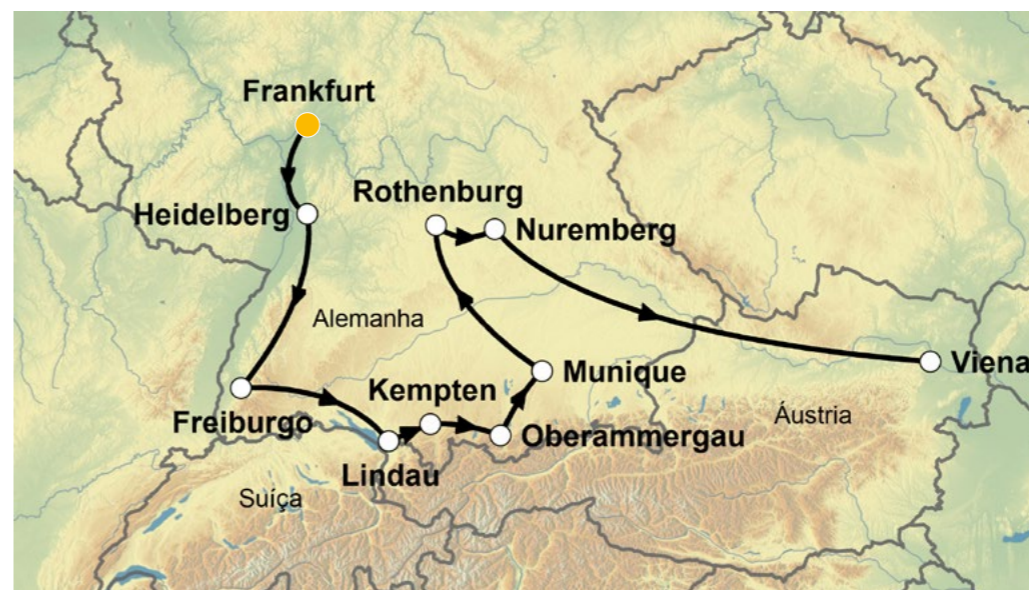 Frankfurt
Rothenburg
Heidelberg
Nuremberg
Alemanha
Viena
Munique
Kempten
Freiburgo
Áustria
Oberammergau
Lindau
Suíça